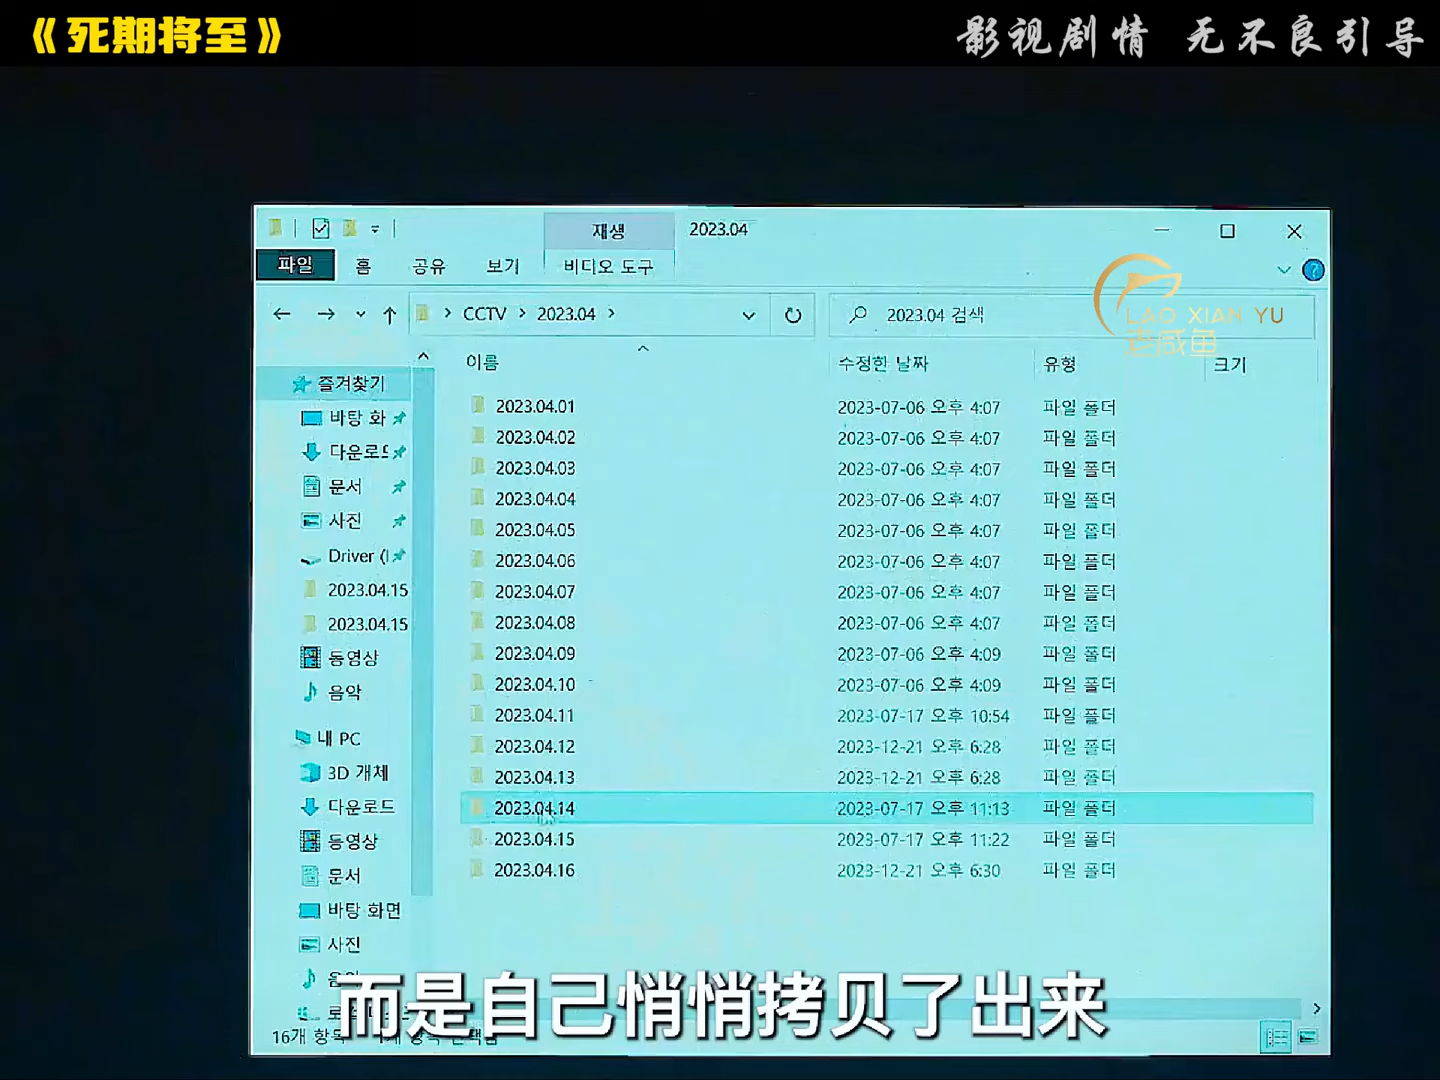 《死期将至》
影视剧情 无不良引导
재생 2023.04
파일 홈 공유 보기 비디오 도구
CCTV 2023.04 2023.04 검색
LAO XIAN YU
老咸鱼
이름 수정한 날짜 유형 크기
즐겨찾기
바탕 화
다운로드
문서
사진
Driver (
2023.04.15
2023.04.15
동영상
음악
내 PC
3D 개체
다운로드
동영상
문서
바탕 화면
사진
음악
2023.04.01 2023-07-06 오후 4:07 파일 폴더
2023.04.02 2023-07-06 오후 4:07 파일 폴더
2023.04.03 2023-07-06 오후 4:07 파일 폴더
2023.04.04 2023-07-06 오후 4:07 파일 폴더
2023.04.05 2023-07-06 오후 4:07 파일 폴더
2023.04.06 2023-07-06 오후 4:07 파일 폴더
2023.04.07 2023-07-06 오후 4:07 파일 폴더
2023.04.08 2023-07-06 오후 4:07 파일 폴더
2023.04.09 2023-07-06 오후 4:09 파일 폴더
2023.04.10 2023-07-06 오후 4:09 파일 폴더
2023.04.11 2023-07-17 오후 10:54 파일 폴더
2023.04.12 2023-12-21 오후 6:28 파일 폴더
2023.04.13 2023-12-21 오후 6:28 파일 폴더
2023.04.14 2023-07-17 오후 11:13 파일 폴더
2023.04.15 2023-07-17 오후 11:22 파일 폴더
2023.04.16 2023-12-21 오후 6:30 파일 폴더
而是自己悄悄拷贝了出来
16개 항목